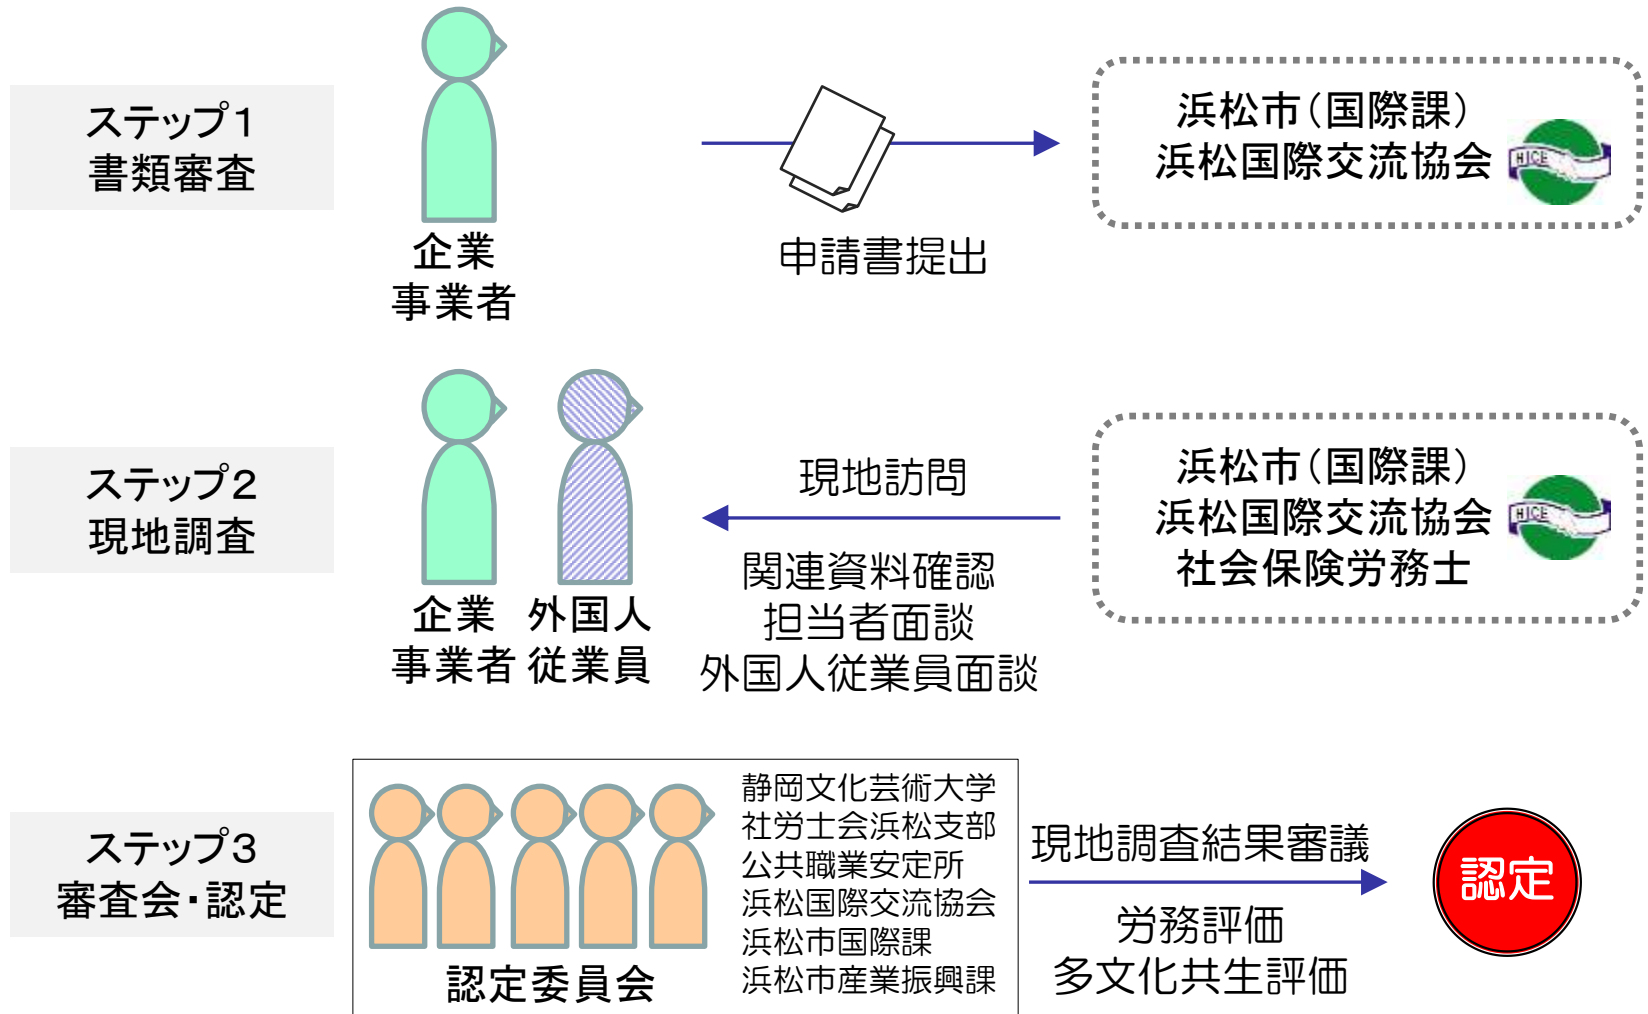 ステップ1
書類審査
企業
事業者
申請書提出
浜松市(国際課)
浜松国際交流協会
HICE
ステップ2
現地調査
企業
事業者
外国人
従業員
現地訪問
関連資料確認
担当者面談
外国人従業員面談
浜松市(国際課)
浜松国際交流協会
社会保険労務士
HICE
ステップ3
審査会・認定
認定委員会
静岡文化芸術大学
社労士会浜松支部
公共職業安定所
浜松国際交流協会
浜松市国際課
浜松市産業振興課
現地調査結果審議
労務評価
多文化共生評価
認定